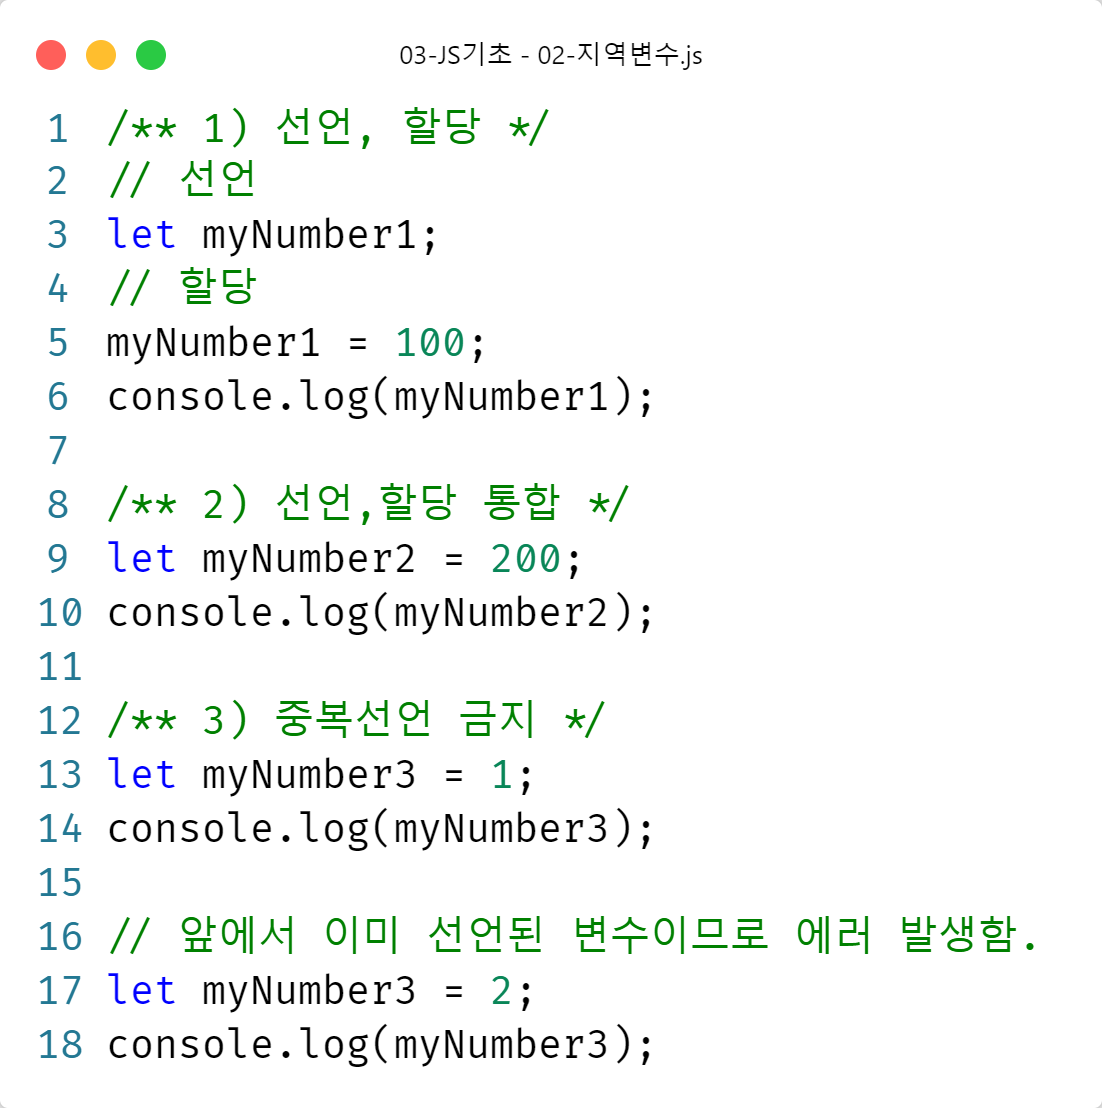 03-JS기초 - 02-지역변수.js
1 /** 1) 선언, 할당 */
2 // 선언
3 let myNumber1;
4 // 할당
5 myNumber1 = 100;
6 console.log(myNumber1);
7
8 /** 2) 선언,할당 통합 */
9 let myNumber2 = 200;
10 console.log(myNumber2);
11
12 /** 3) 중복선언 금지 */
13 let myNumber3 = 1;
14 console.log(myNumber3);
15
16 // 앞에서 이미 선언된 변수이므로 에러 발생함.
17 let myNumber3 = 2;
18 console.log(myNumber3);